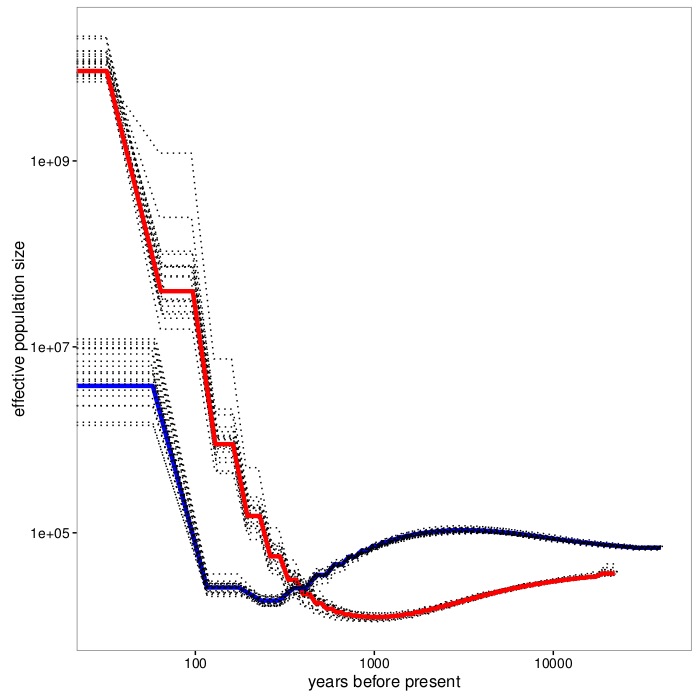 effective population size
1e+09
1e+07
1e+05
100
1000
10000
years before present